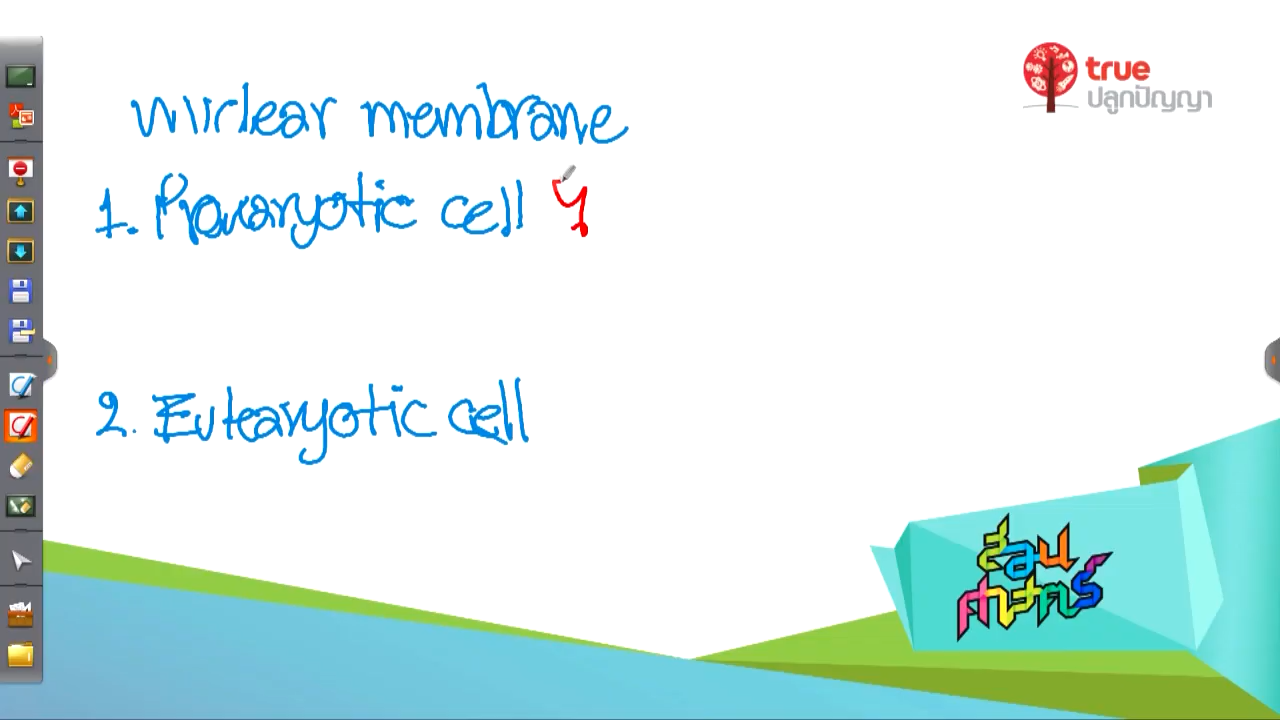 true
ปลูกปัญญา
Nuclear membrane
1. Prokaryotic cell
2. Eukaryotic cell
สอน
ศาสตร์